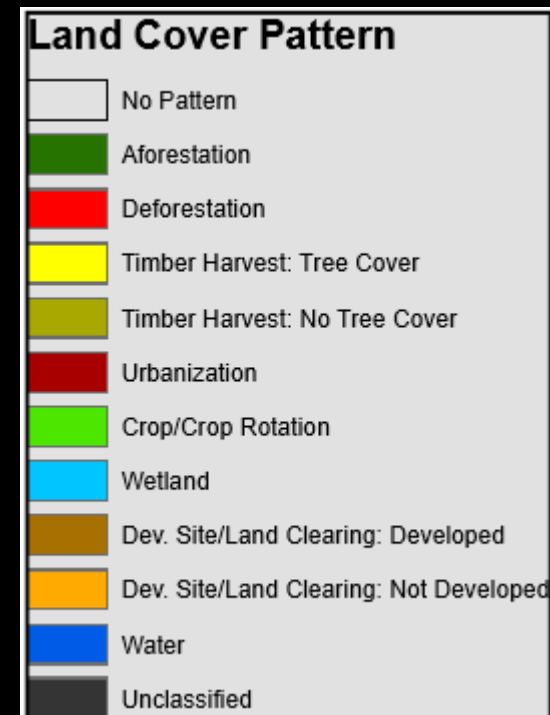 Land Cover Pattern
No Pattern
Aforestation
Deforestation
Timber Harvest: Tree Cover
Timber Harvest: No Tree Cover
Urbanization
Crop/Crop Rotation
Wetland
Dev. Site/Land Clearing: Developed
Dev. Site/Land Clearing: Not Developed
Water
Unclassified